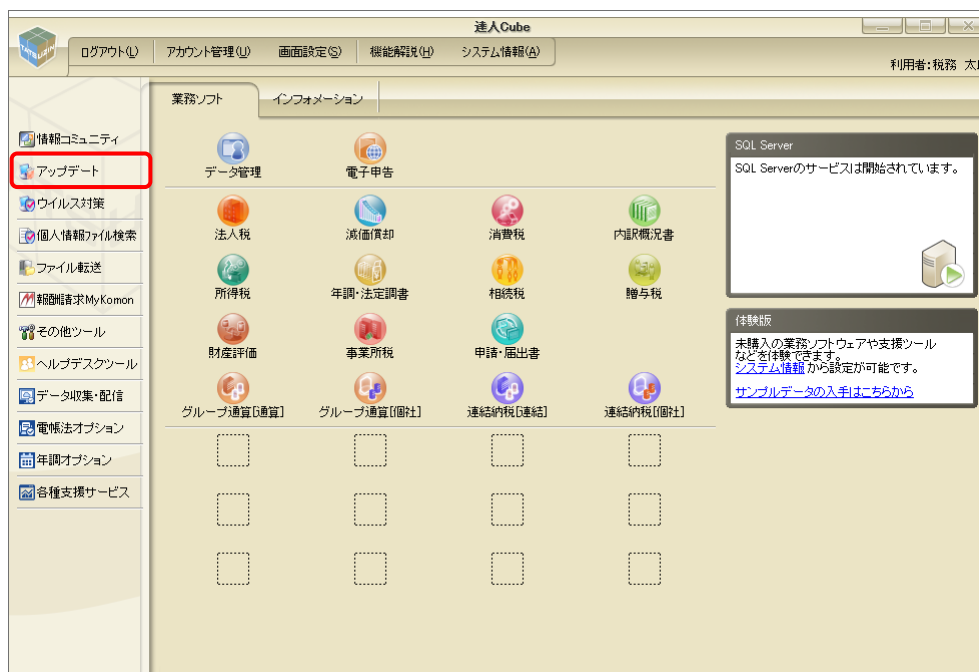 達人Cube
TATSUZIN
ログアウト(L) アカウント管理(U) 画面設定(S) 機能解説(H) システム情報(A)
利用者:税務 太
業務ソフト インフォメーション
情報コミュニティ
アップデート
ウイルス対策
個人情報ファイル検索
ファイル転送
報酬請求MyKomon
その他ツール
ヘルプデスクツール
データ収集・配信
電帳法オプション
年調オプション
各種支援サービス
データ管理 電子申告
法人税 減価償却 消費税 内訳概況書
所得税 年調・法定調書 相続税 贈与税
財産評価 事業所税 申請・届出書
グループ通算[通算] グループ通算[個社] 連結納税[連結] 連結納税[個社]
SQL Server
SQL Serverのサービスは開始されています。
体験版
未購入の業務ソフトウェアや支援ツール
などを体験できます。
システム情報 から設定が可能です。
サンプルデータの入手はこちらから